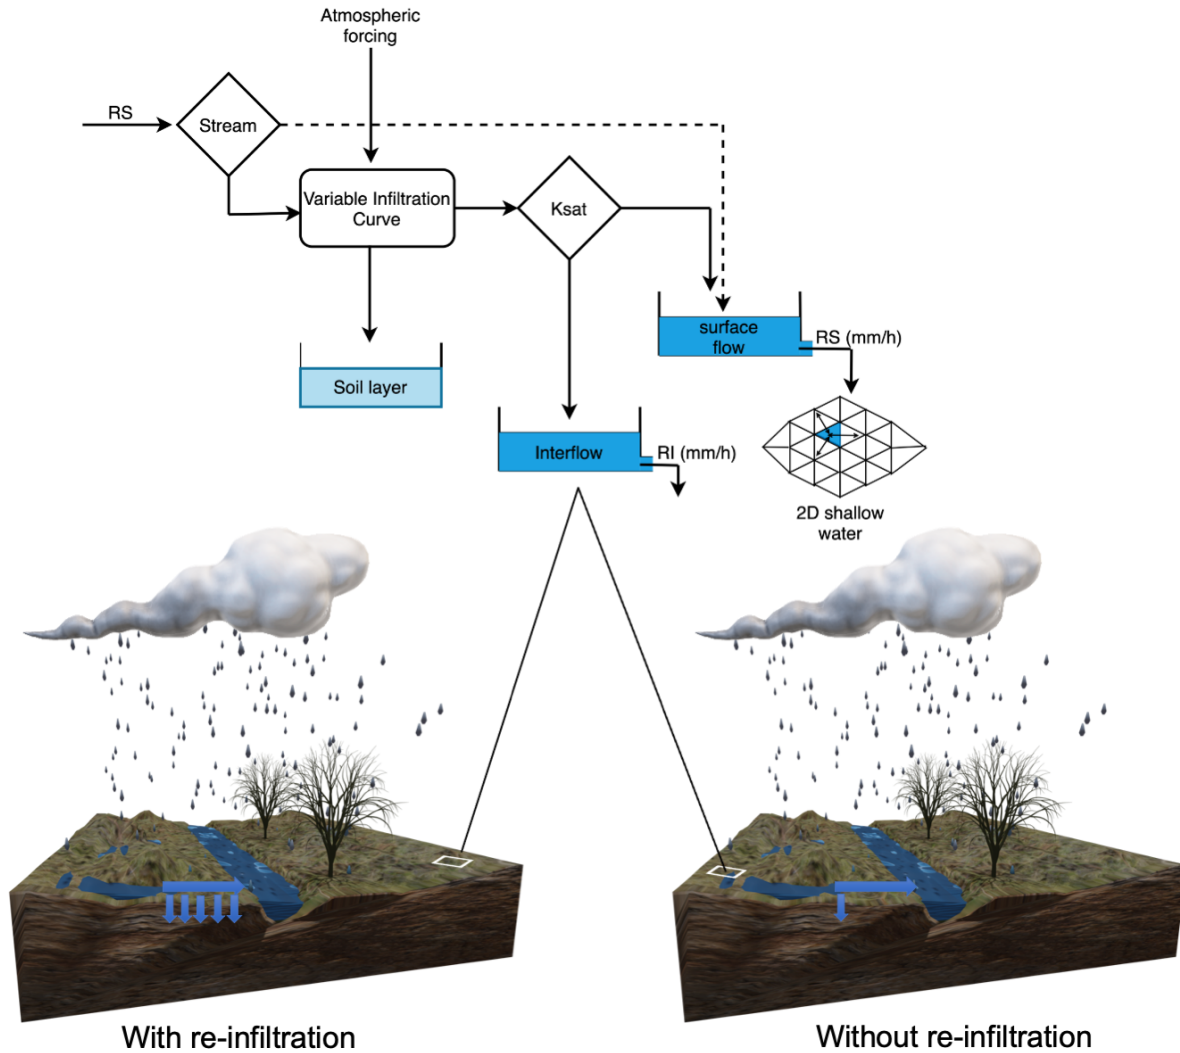 Atmospheric
forcing
RS
Stream
Variable Infiltration
Curve
Ksat
surface
flow
RS (mm/h)
Soil layer
Interflow
RI (mm/h)
2D shallow
water
With re-infiltration
Without re-infiltration